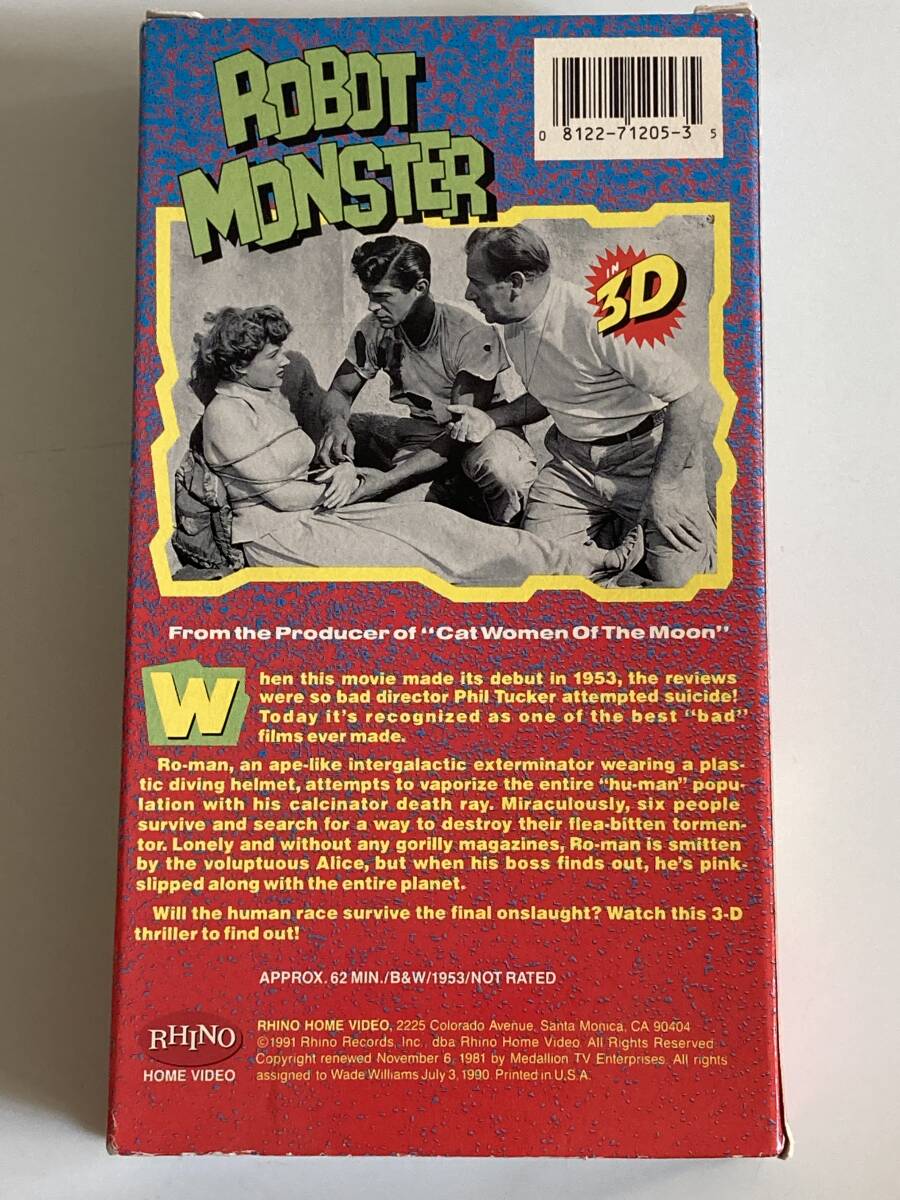 ROBOT
MONSTER
0 8122-71205-3 5
IN
3D
From the Producer of "Cat Women Of The Moon"
When this movie made its debut in 1953, the reviews
were so bad director Phil Tucker attempted suicide!
Today it's recognized as one of the best "bad"
films ever made.
Ro-man, an ape-like intergalactic exterminator wearing a plas-
tic diving helmet, attempts to vaporize the entire "hu-man" popu-
lation with his calcinator death ray. Miraculously, six people
survive and search for a way to destroy their flea-bitten tormen-
tor. Lonely and without any gorilly magazines, Ro-man is smitten
by the voluptuous Alice, but when his boss finds out, he's pink-
slipped along with the entire planet.
Will the human race survive the final onslaught? Watch this 3-D
thriller to find out!
APPROX. 62 MIN./B&W/1953/NOT RATED
RHINO
HOME VIDEO
RHINO HOME VIDEO, 2225 Colorado Avenue, Santa Monica, CA 90404
©1991 Rhino Records, Inc., dba Rhino Home Video. All Rights Reserved
Copyright renewed November 6, 1981 by Medallion TV Enterprises. All rights
assigned to Wade Williams July 3, 1990. Printed in U.S.A.